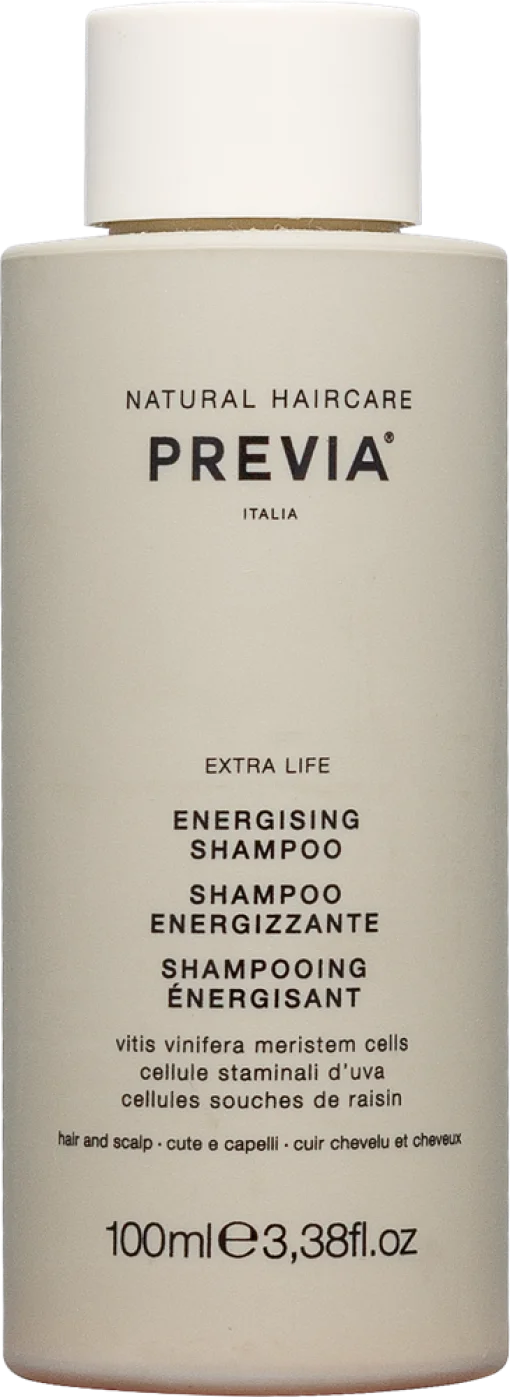 NATURAL HAIRCARE
PREVIA®
ITALIA
EXTRA LIFE
ENERGISING
SHAMPOO
SHAMPOO
ENERGIZZANTE
SHAMPOOING
ÉNERGISANT
vitis vinifera meristem cells
cellule staminali d'uva
cellules souches de raisin
hair and scalp · cute e capelli · cuir chevelu et cheveux
100ml℮3,38fl.oz